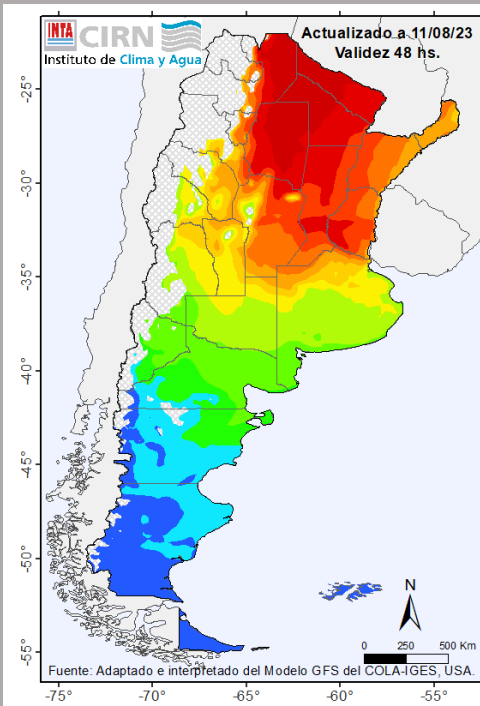 INTA CIRN
Instituto de Clima y Agua
Actualizado a 11/08/23
Validez 48 hs.
-25°
-30°
-35°
-40°
-45°
-50°
-55°
N
0 250 500 Km
Fuente: Adaptado e interpretado del Modelo GFS del COLA-IGES, USA.
-75° -70° -65° -60° -55°